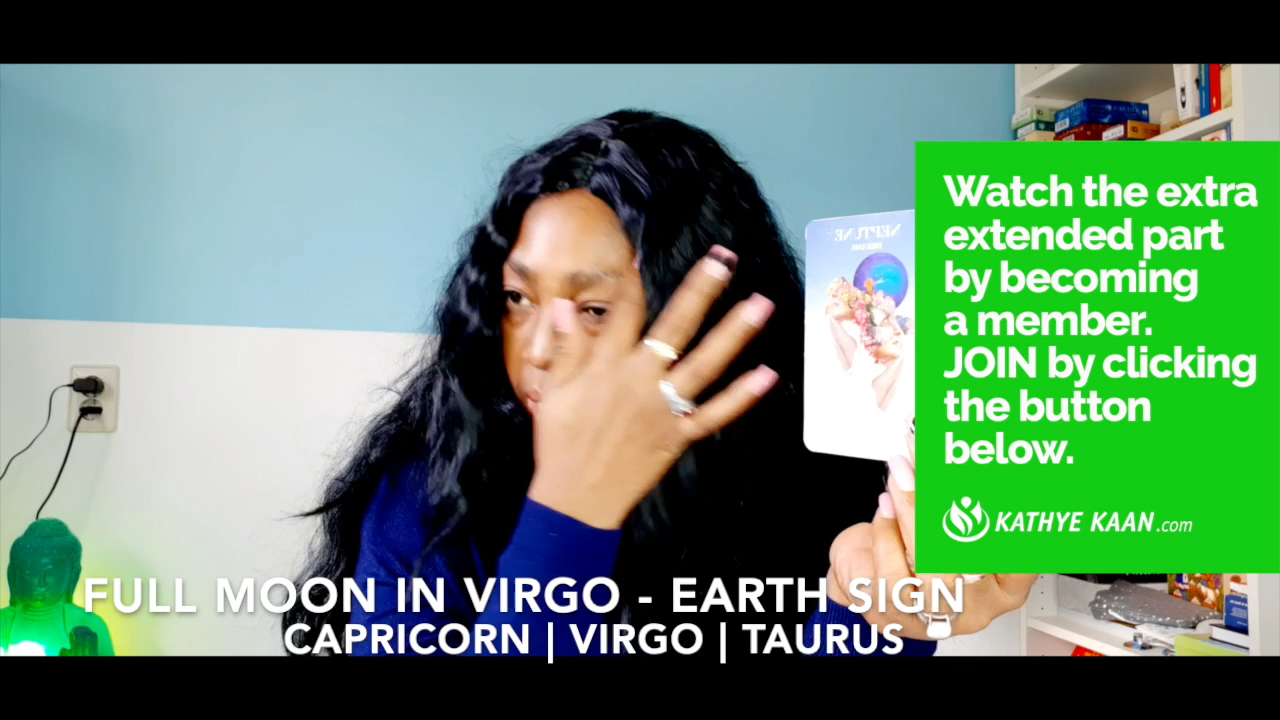 NEPTUNE
Watch the extra
extended part
by becoming
a member.
JOIN by clicking
the button
below.
KATHYE KAAN.com
FULL MOON IN VIRGO - EARTH SIGN
CAPRICORN | VIRGO | TAURUS